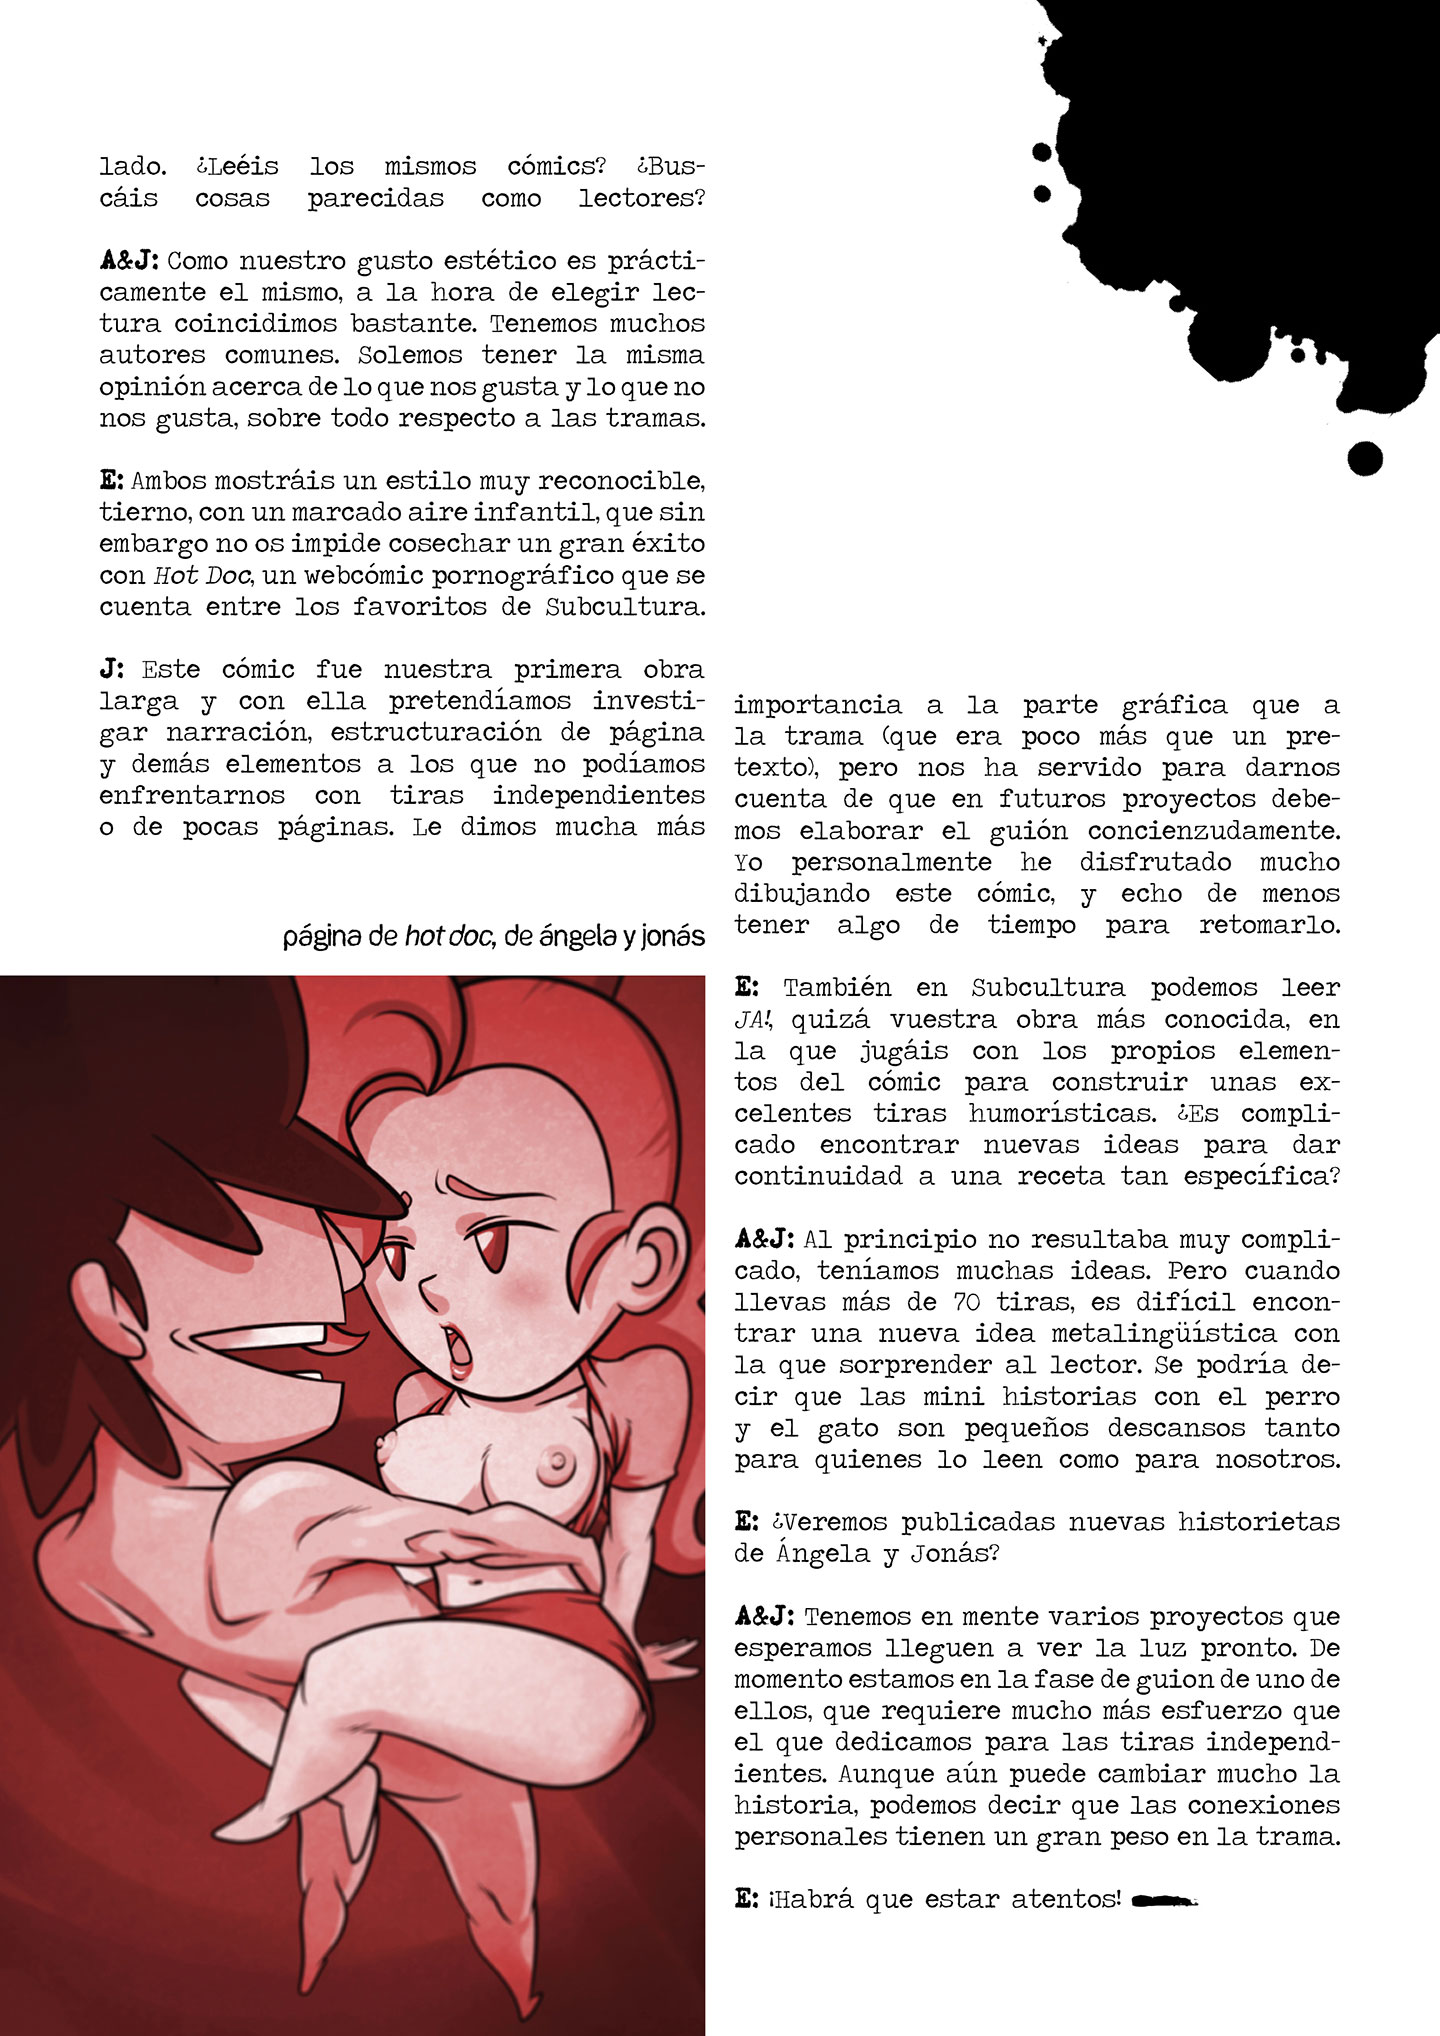 lado. ¿Leéis los mismos cómics? ¿Bus-
cáis cosas parecidas como lectores?
A&J: Como nuestro gusto estético es prácti-
camente el mismo, a la hora de elegir lec-
tura coincidimos bastante. Tenemos muchos
autores comunes. Solemos tener la misma
opinión acerca de lo que nos gusta y lo que no
nos gusta, sobre todo respecto a las tramas.
E: Ambos mostráis un estilo muy reconocible,
tierno, con un marcado aire infantil, que sin
embargo no os impide cosechar un gran éxito
con Hot Doc, un webcómic pornográfico que se
cuenta entre los favoritos de Subcultura.
J: Este cómic fue nuestra primera obra
larga y con ella pretendíamos investi-
gar narración, estructuración de página
y demás elementos a los que no podíamos
enfrentarnos con tiras independientes
o de pocas páginas. Le dimos mucha más
página de hot doc, de ángela y jonás
importancia a la parte gráfica que a
la trama (que era poco más que un pre-
texto), pero nos ha servido para darnos
cuenta de que en futuros proyectos debe-
mos elaborar el guión concienzudamente.
Yo personalmente he disfrutado mucho
dibujando este cómic, y echo de menos
tener algo de tiempo para retomarlo.
E: También en Subcultura podemos leer
JA!, quizá vuestra obra más conocida, en
la que jugáis con los propios elemen-
tos del cómic para construir unas ex-
celentes tiras humorísticas. ¿Es compli-
cado encontrar nuevas ideas para dar
continuidad a una receta tan específica?
A&J: Al principio no resultaba muy compli-
cado, teníamos muchas ideas. Pero cuando
llevas más de 70 tiras, es difícil encon-
trar una nueva idea metalingüística con
la que sorprender al lector. Se podría de-
cir que las mini historias con el perro
y el gato son pequeños descansos tanto
para quienes lo leen como para nosotros.
E: ¿Veremos publicadas nuevas historietas
de Ángela y Jonás?
A&J: Tenemos en mente varios proyectos que
esperamos lleguen a ver la luz pronto. De
momento estamos en la fase de guion de uno de
ellos, que requiere mucho más esfuerzo que
el que dedicamos para las tiras independ-
ientes. Aunque aún puede cambiar mucho la
historia, podemos decir que las conexiones
personales tienen un gran peso en la trama.
E: ¡Habrá que estar atentos!